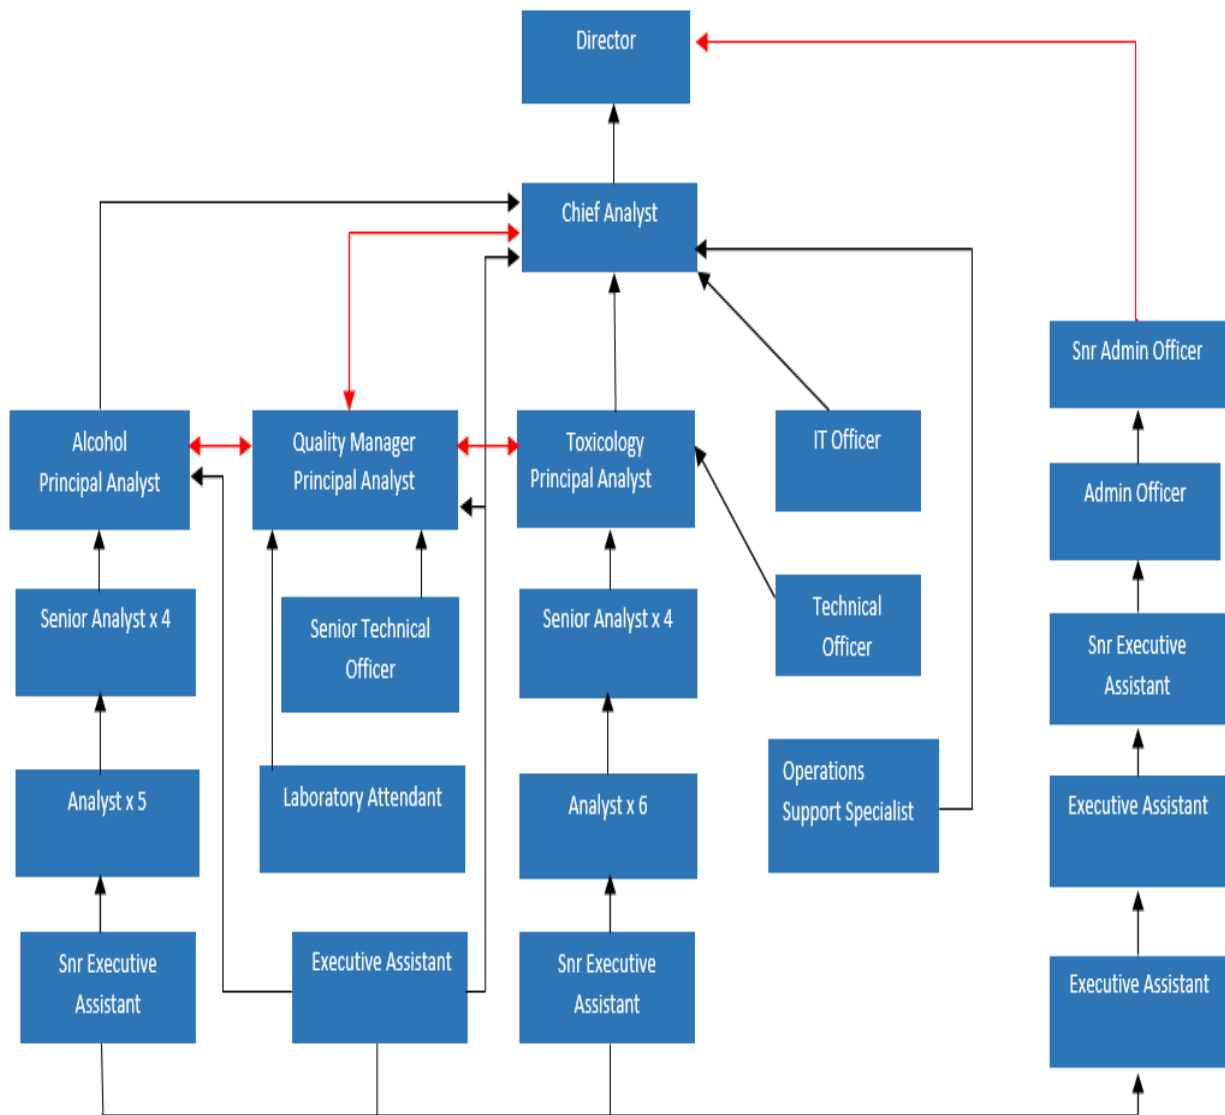 Director
Chief Analyst
Snr Admin Officer
Alcohol
Principal Analyst
Quality Manager
Principal Analyst
Toxicology
Principal Analyst
IT Officer
Admin Officer
Senior Analyst x 4
Senior Technical
Officer
Senior Analyst x 4
Technical
Officer
Snr Executive
Assistant
Analyst x 5
Laboratory Attendant
Analyst x 6
Operations
Support Specialist
Executive Assistant
Snr Executive
Assistant
Executive Assistant
Snr Executive
Assistant
Executive Assistant